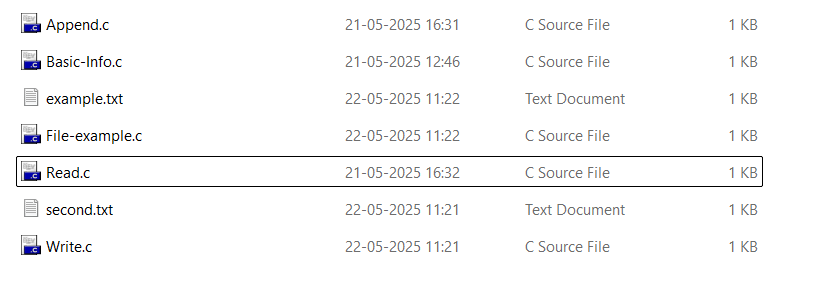 Append.c 21-05-2025 16:31 C Source File 1 KB
Basic-Info.c 21-05-2025 12:46 C Source File 1 KB
example.txt 22-05-2025 11:22 Text Document 1 KB
File-example.c 22-05-2025 11:22 C Source File 1 KB
Read.c 21-05-2025 16:32 C Source File 1 KB
second.txt 22-05-2025 11:21 Text Document 1 KB
Write.c 22-05-2025 11:21 C Source File 1 KB